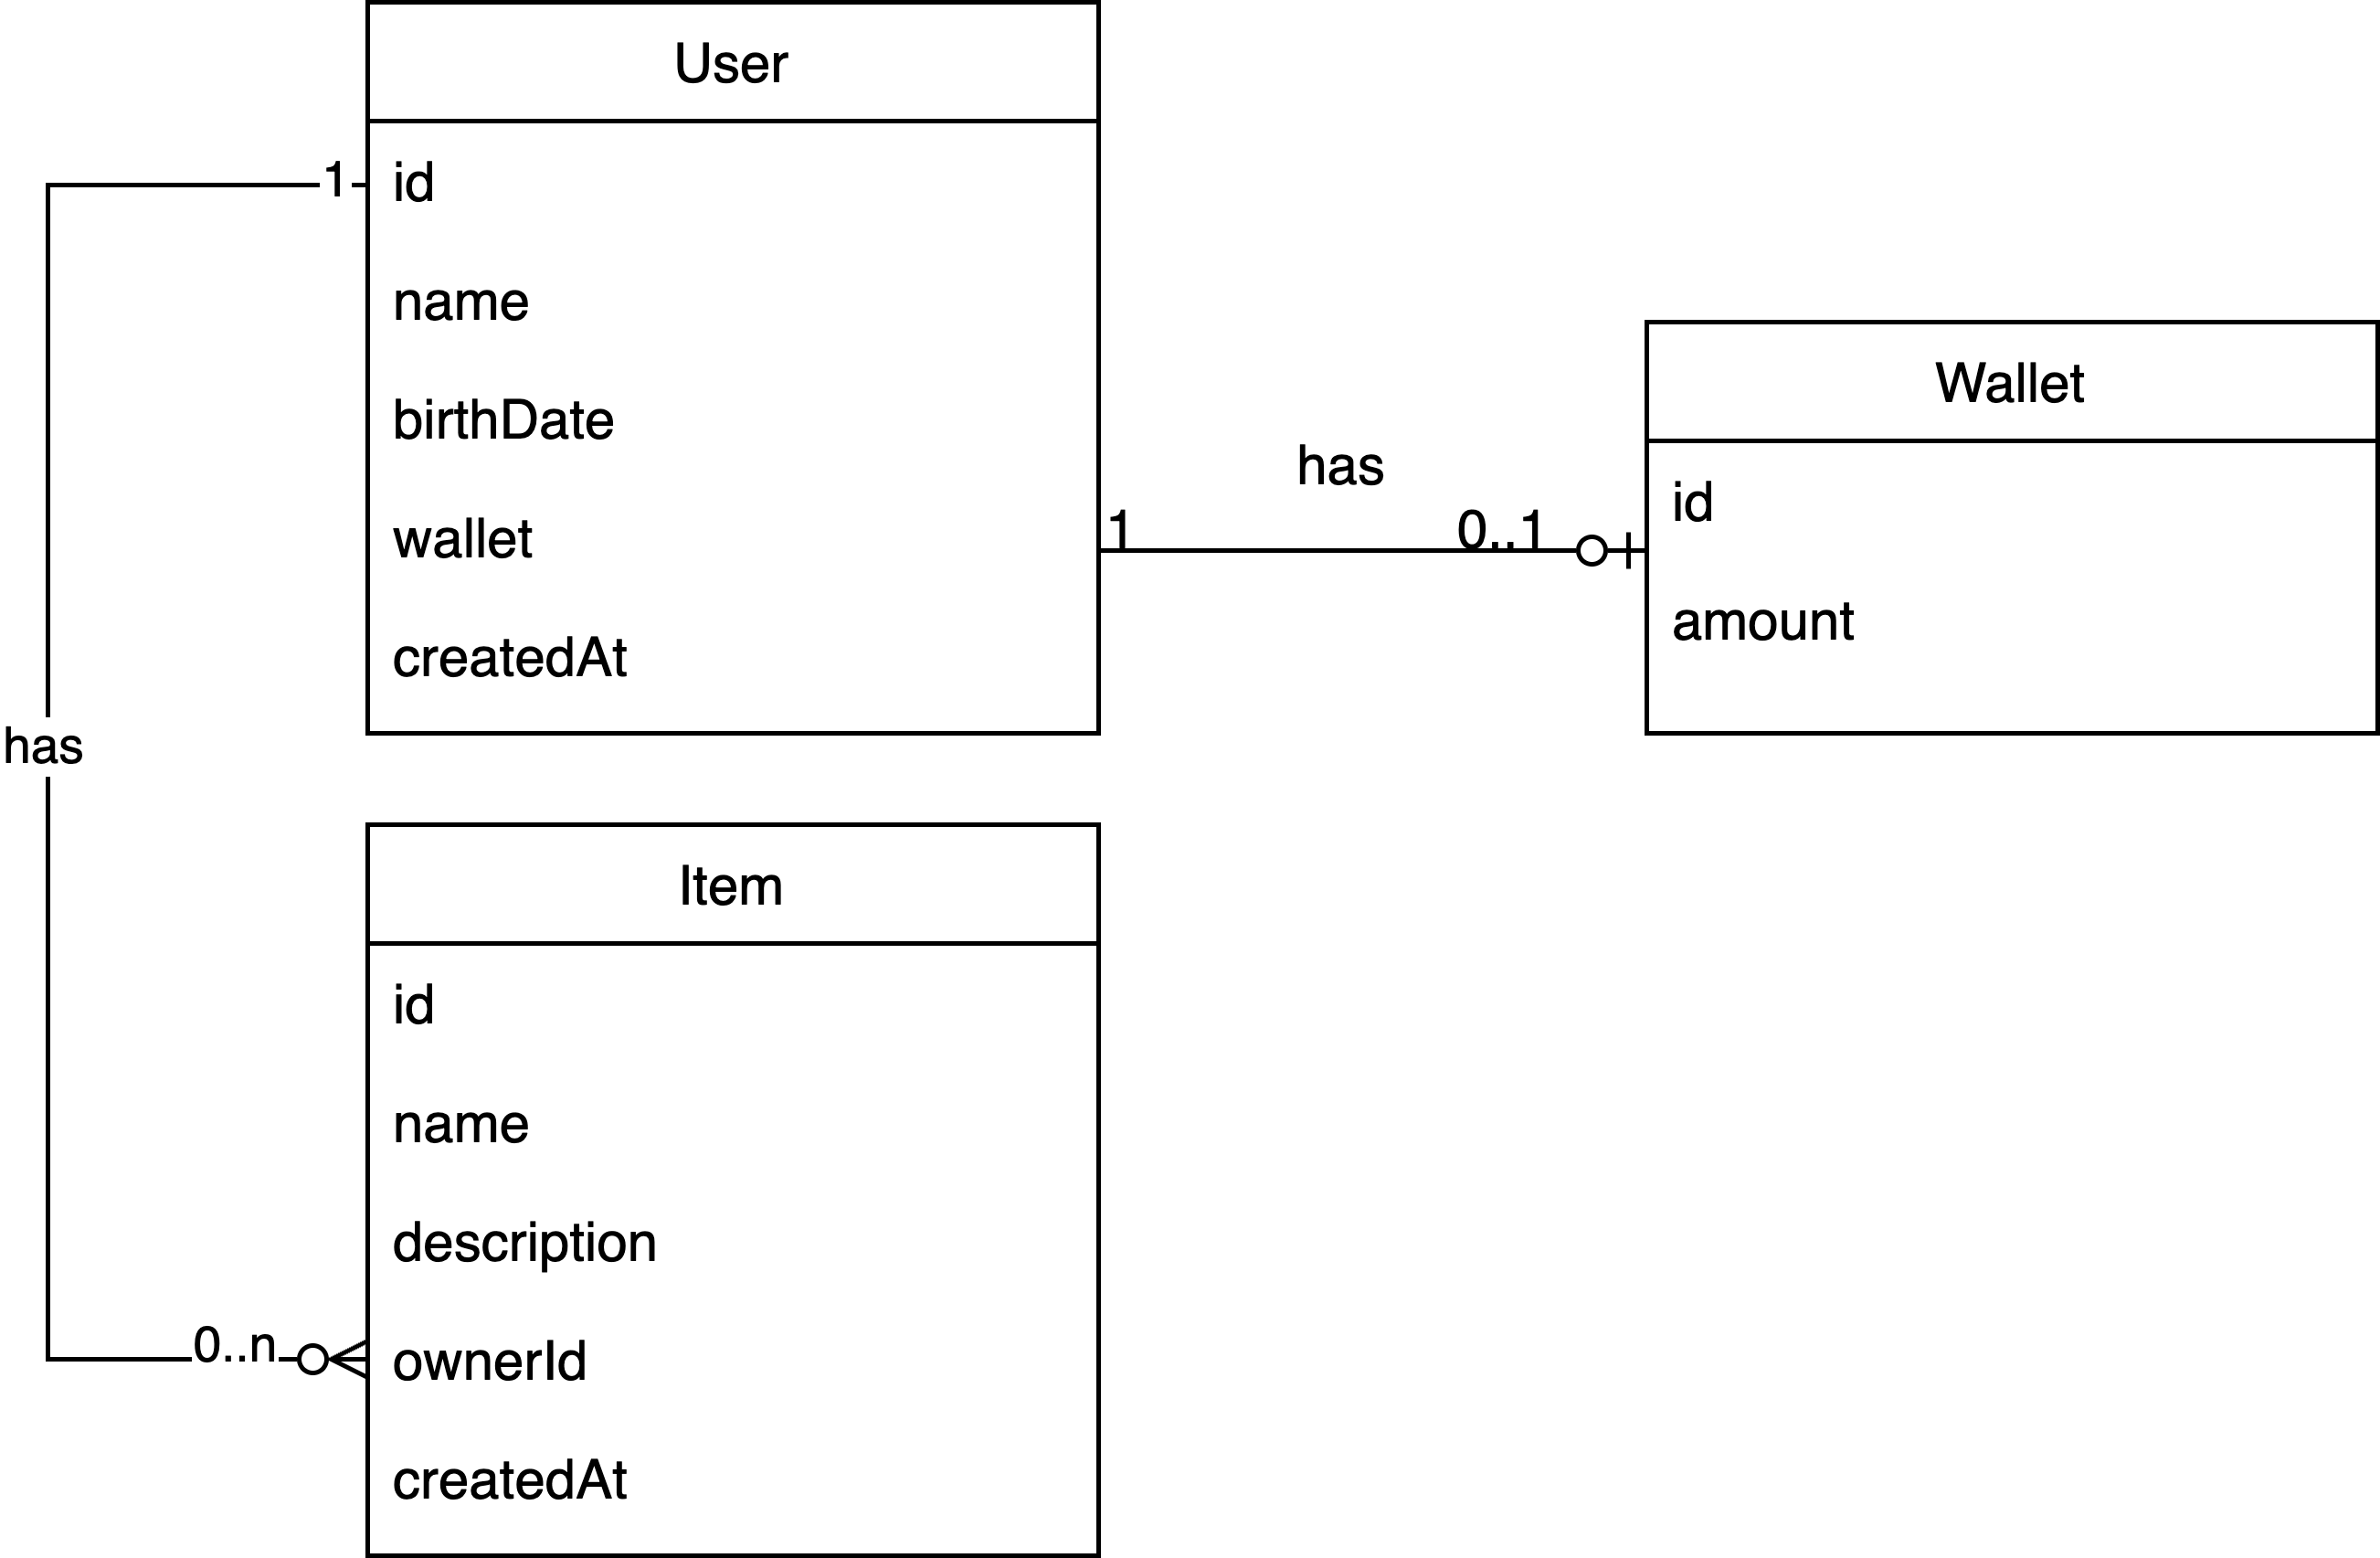 User
1
id
name
birthDate
wallet
createdAt
has
1
0..1
Wallet
id
amount
has
Item
id
name
description
0..n
ownerId
createdAt